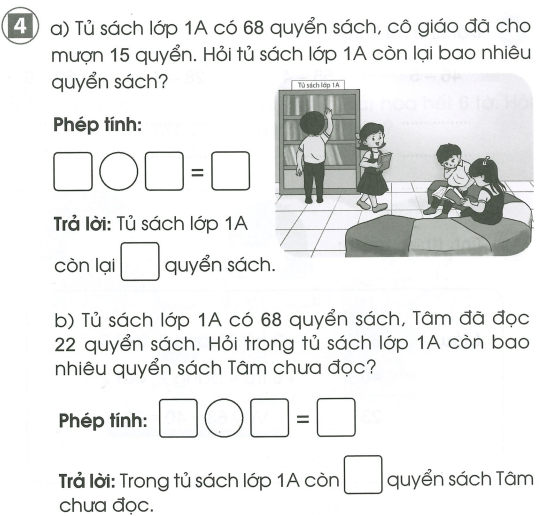 4 a) Tủ sách lớp 1A có 68 quyển sách, cô giáo đã cho
mượn 15 quyển. Hỏi tủ sách lớp 1A còn lại bao nhiêu
quyển sách?
Tủ sách lớp 1A
Phép tính:
=
Trả lời: Tủ sách lớp 1A
còn lại quyển sách.
b) Tủ sách lớp 1A có 68 quyển sách, Tâm đã đọc
22 quyển sách. Hỏi trong tủ sách lớp 1A còn bao
nhiêu quyển sách Tâm chưa đọc?
Phép tính: =
Trả lời: Trong tủ sách lớp 1A còn quyển sách Tâm
chưa đọc.